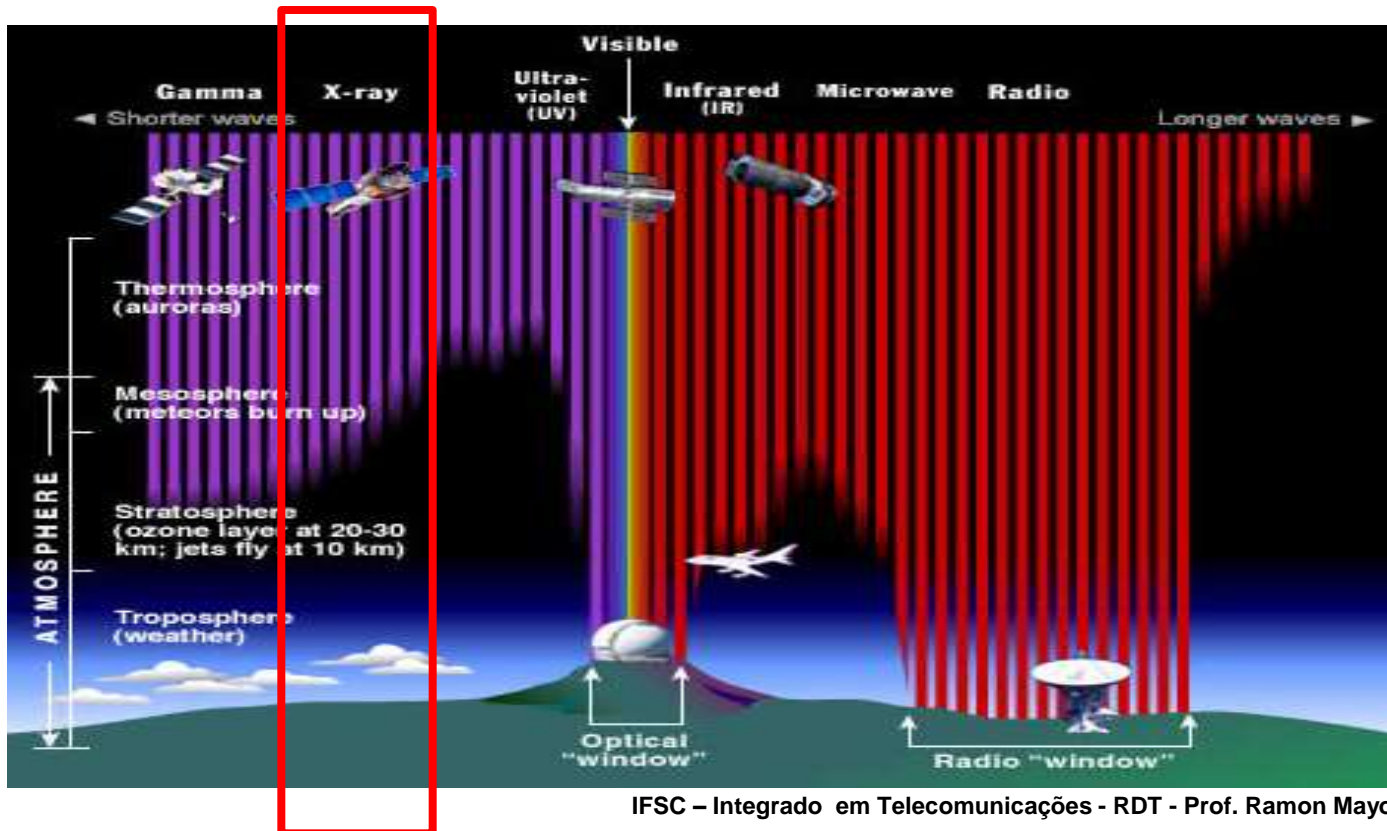 Visible
Gamma
X-ray
Ultra-
violet
(UV)
Infrared
(IR)
Microwave
Radio
◄ Shorter waves
Longer waves ►
Thermosphere
(auroras)
Mesosphere
(meteors burn up)
Stratosphere
(ozone layer at 20-30
km; jets fly at 10 km)
Troposphere
(weather)
ATMOSPHERE
Optical
"window"
Radio "window"
IFSC – Integrado em Telecomunicações - RDT - Prof. Ramon